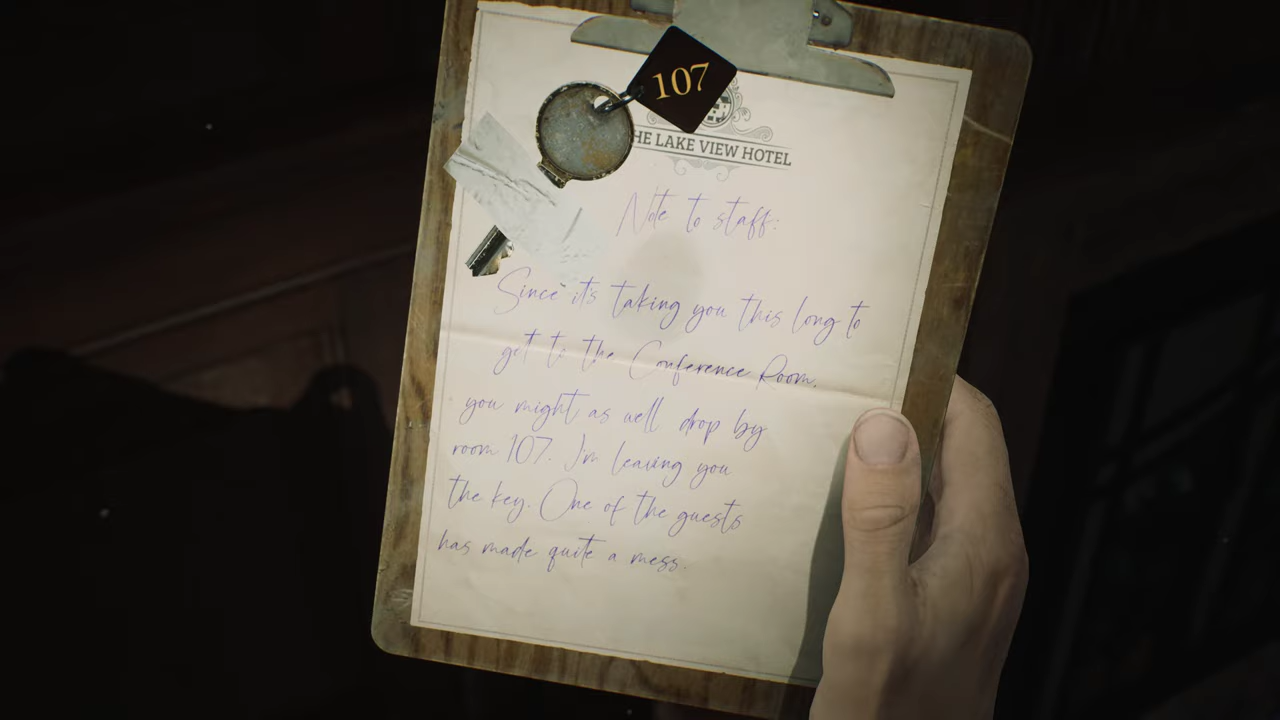 107
HE LAKE VIEW HOTEL
Note to staff:
Since it's taking you this long to
get to the Conference Room,
you might as well drop by
room 107. I'm leaving you
the key. One of the guests
has made quite a mess.